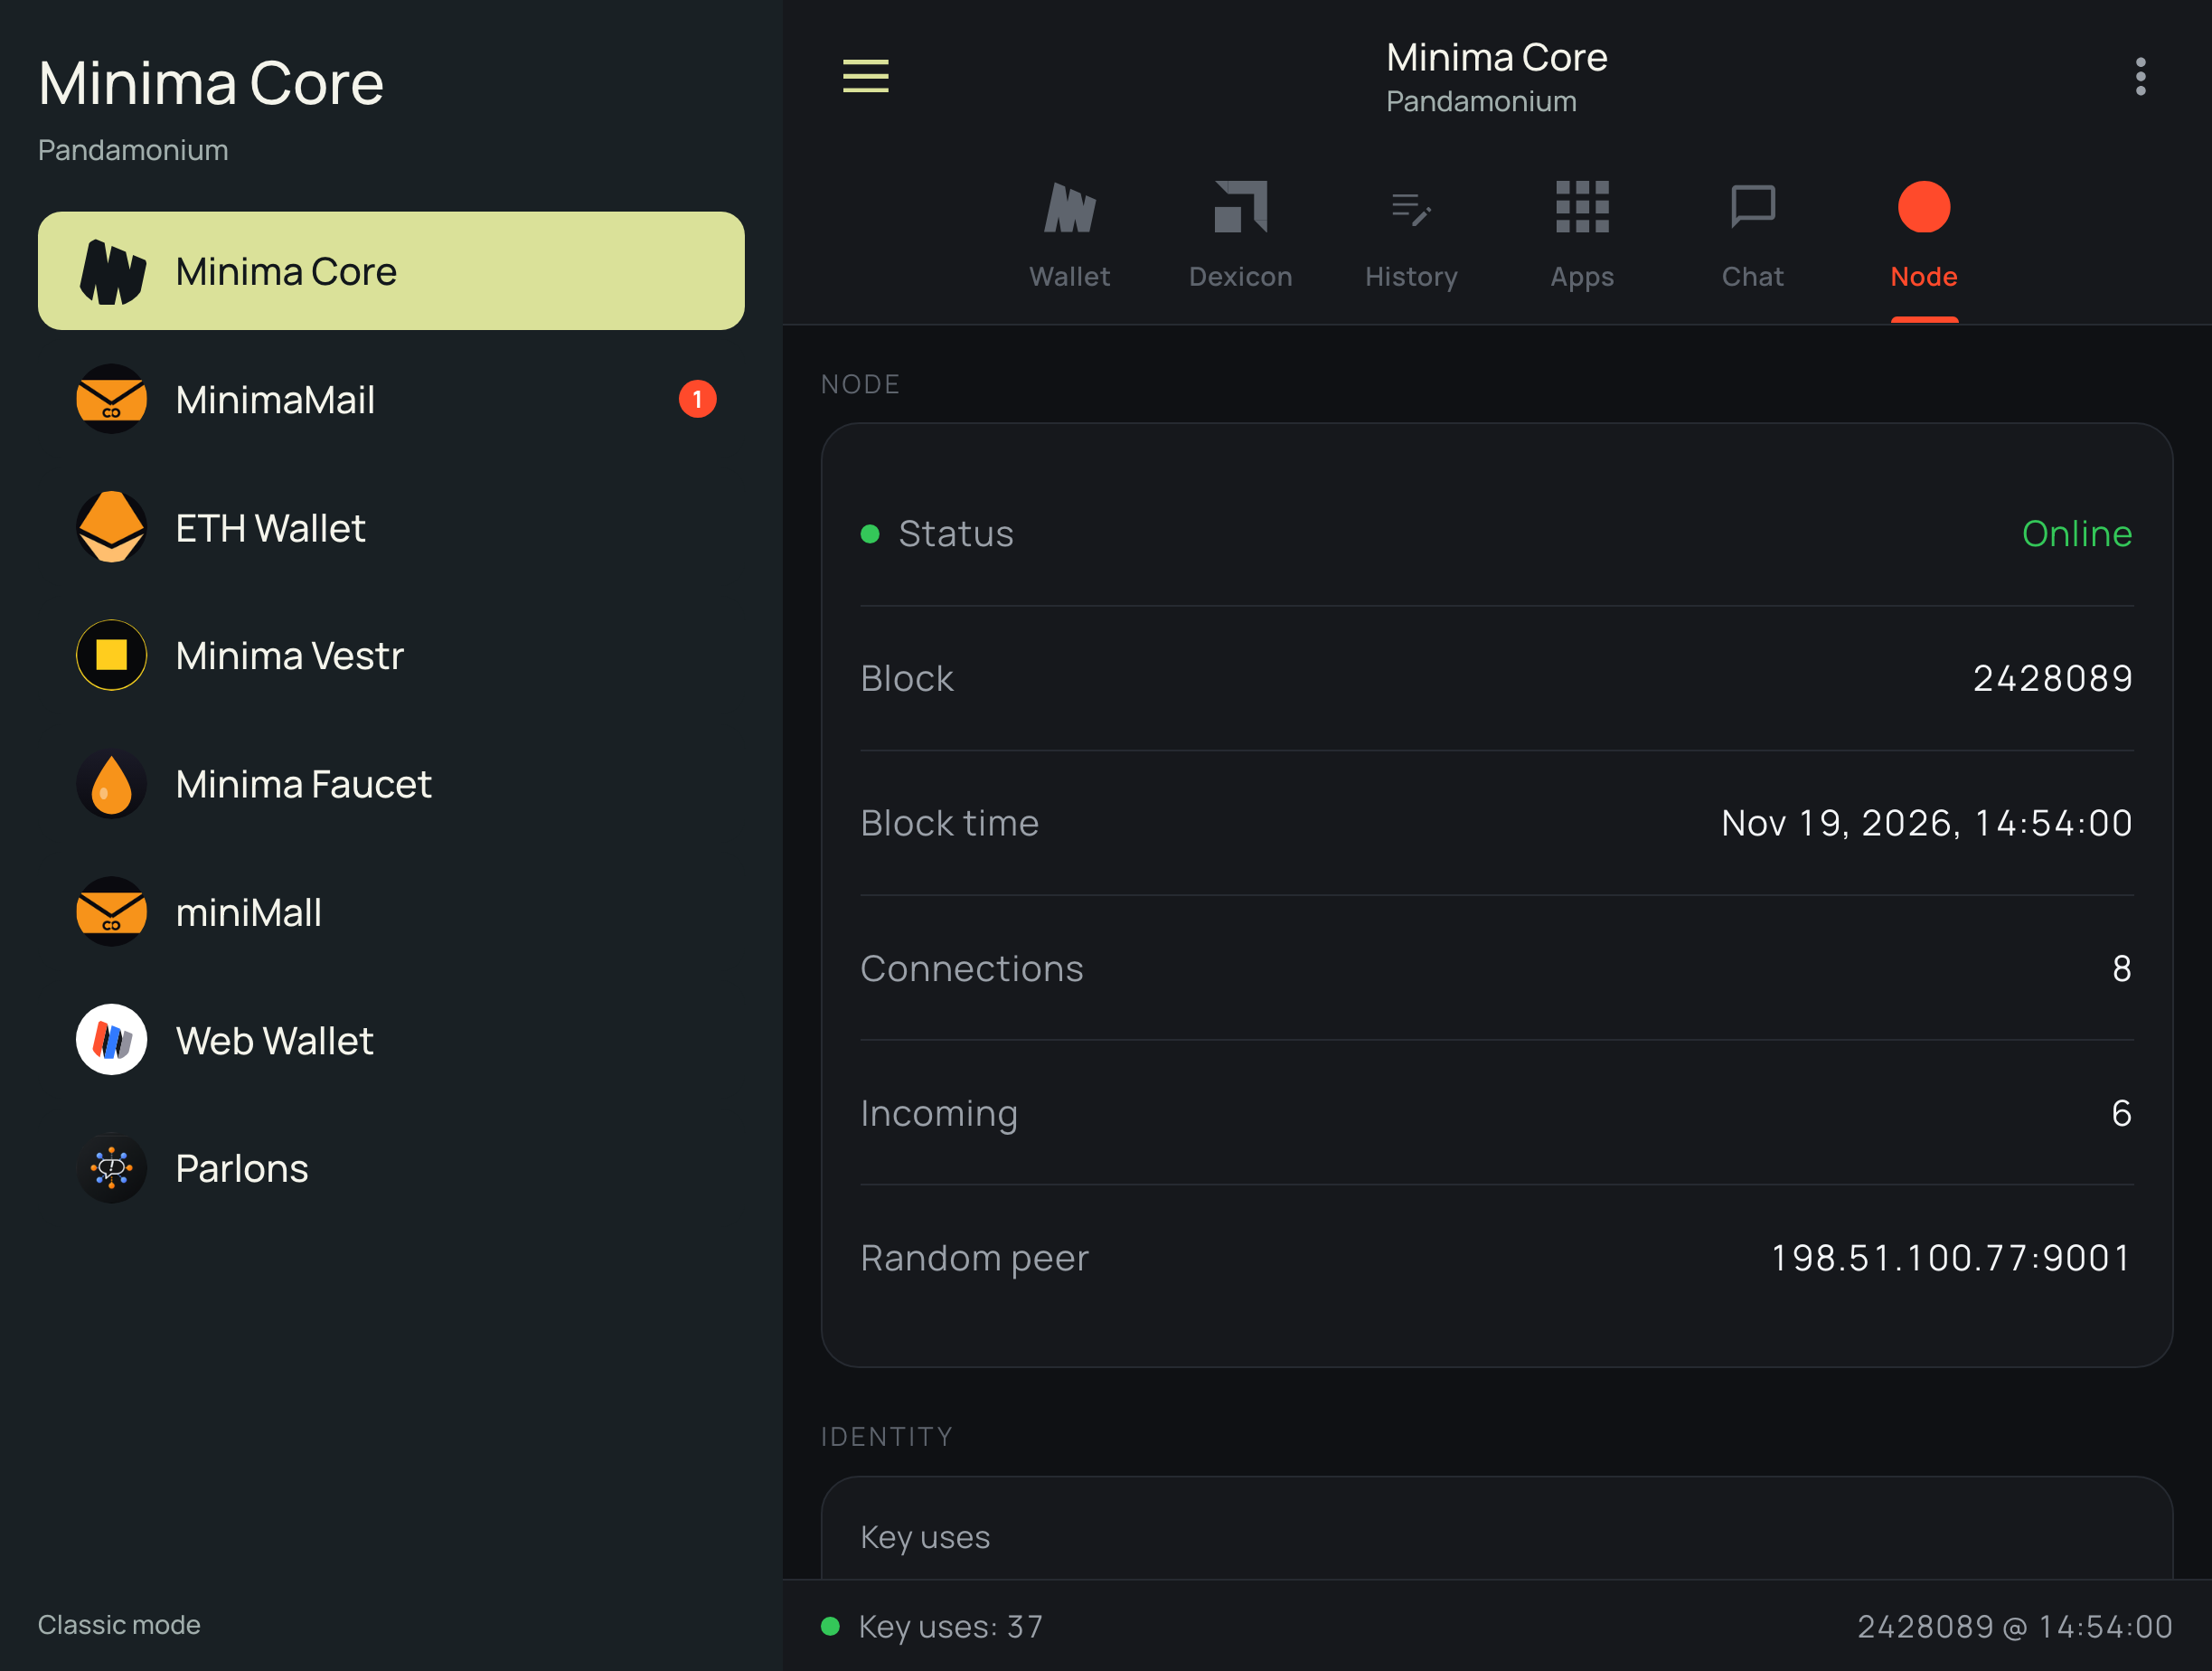 Minima Core
Pandamonium
Minima Core
MinimaMail
1
ETH Wallet
Minima Vestr
Minima Faucet
CO
miniMall
CO
Web Wallet
Parlons
Classic mode
Minima Core
Pandamonium
Wallet
Dexicon
History
Apps
Chat
Node
NODE
Status
Online
Block
2428089
Block time
Nov 19, 2026, 14:54:00
Connections
8
Incoming
6
Random peer
198.51.100.77:9001
IDENTITY
Key uses
Key uses: 37
2428089 @ 14:54:00